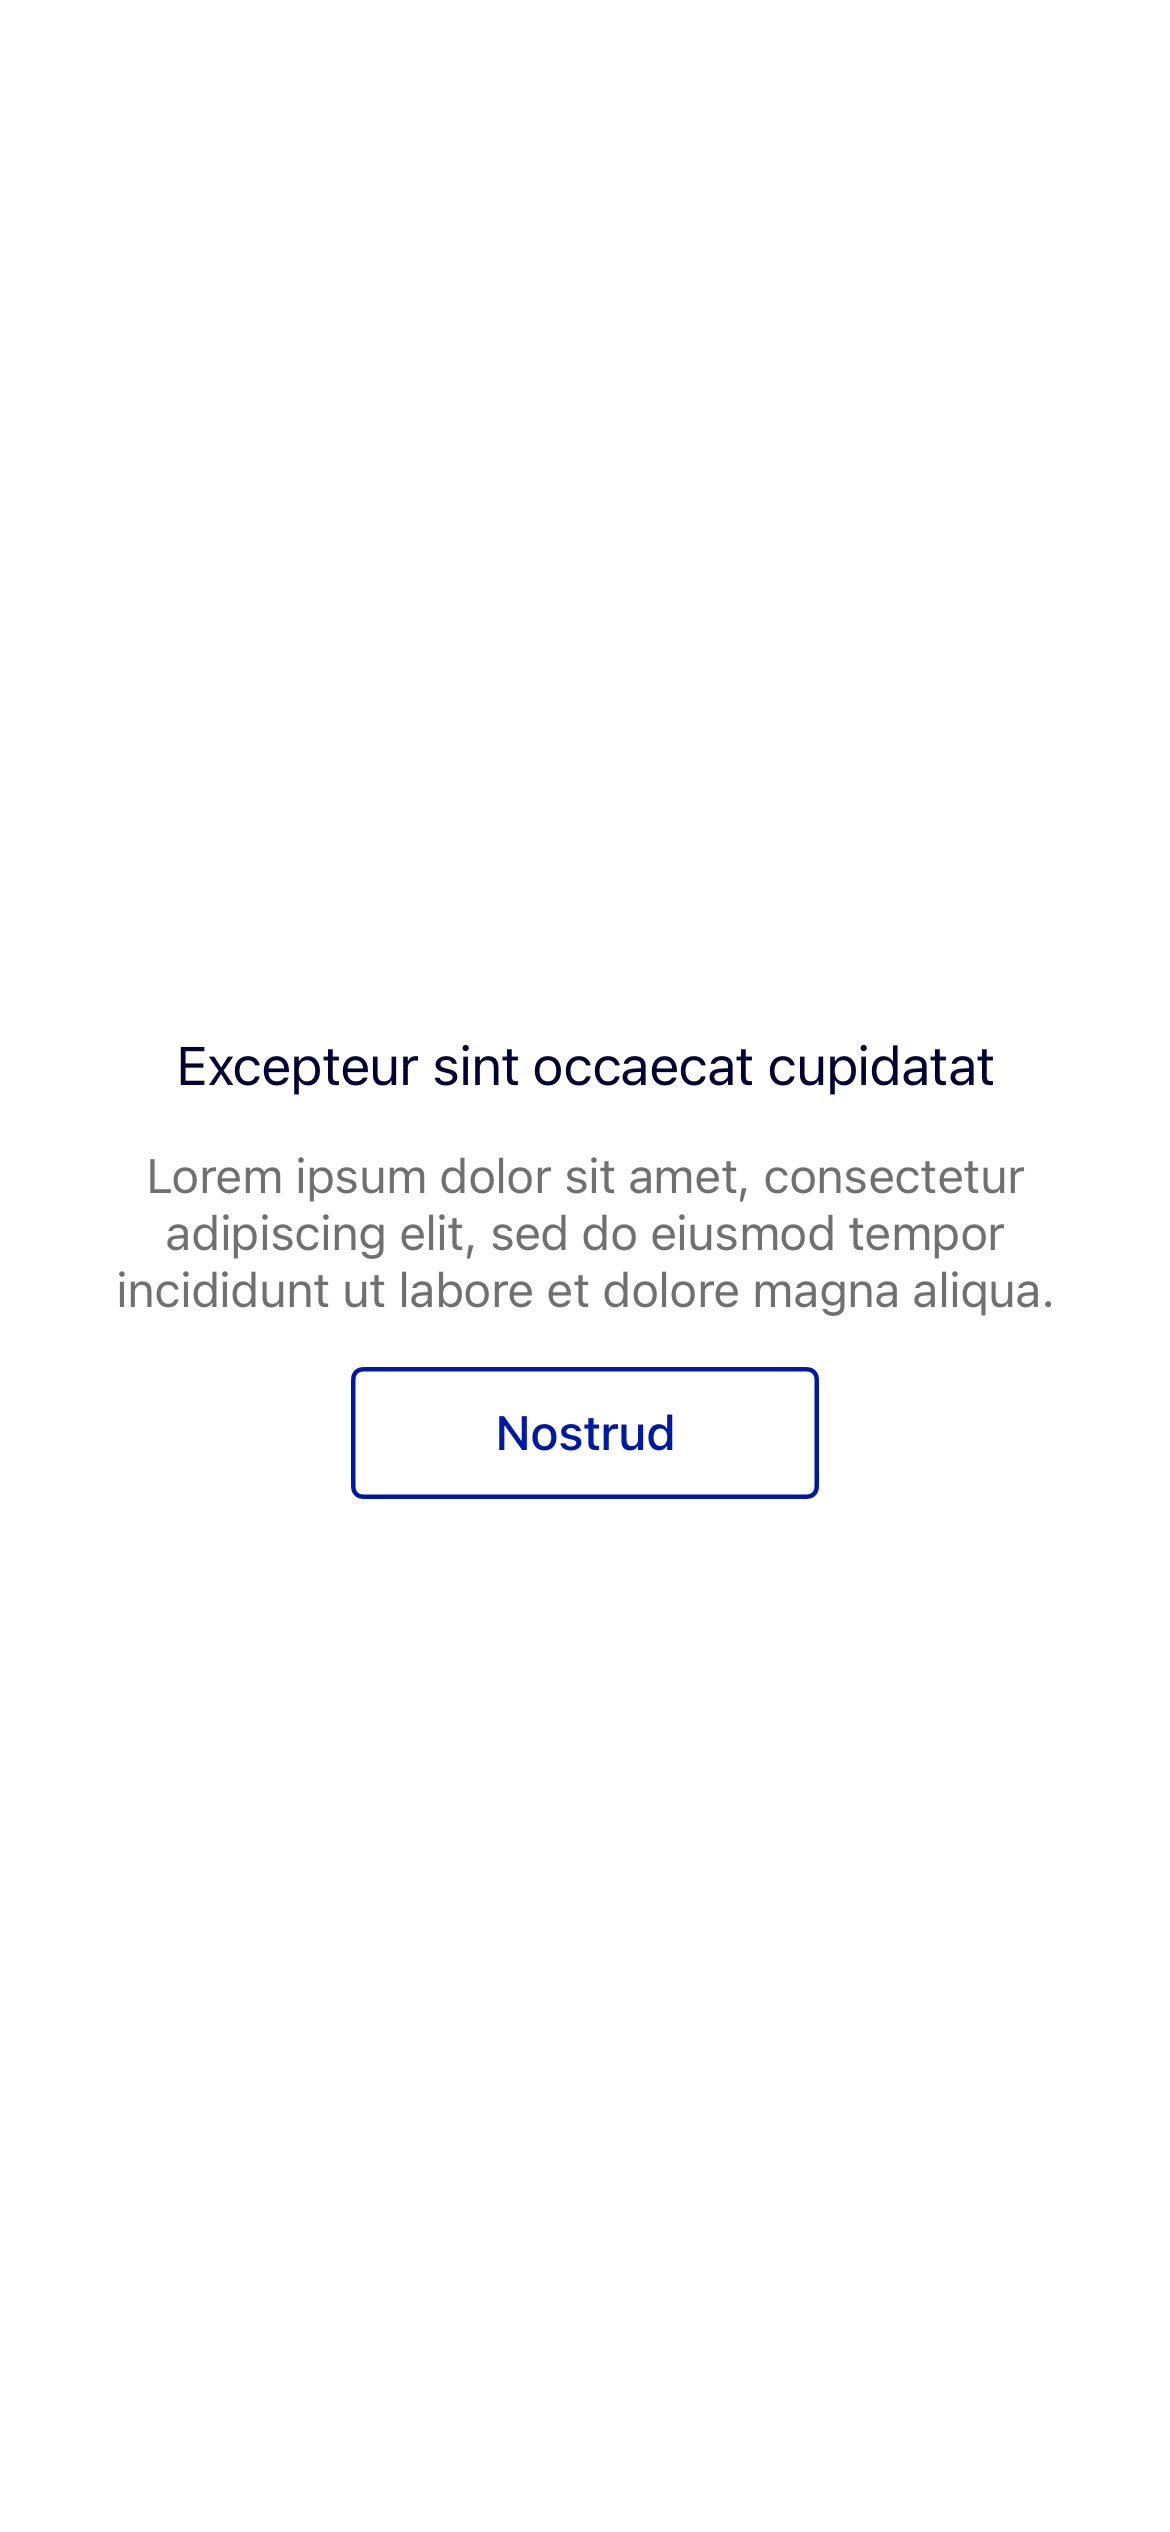 Excepteur sint occaecat cupidatat
Lorem ipsum dolor sit amet, consectetur
adipiscing elit, sed do eiusmod tempor
incididunt ut labore et dolore magna aliqua.
Nostrud